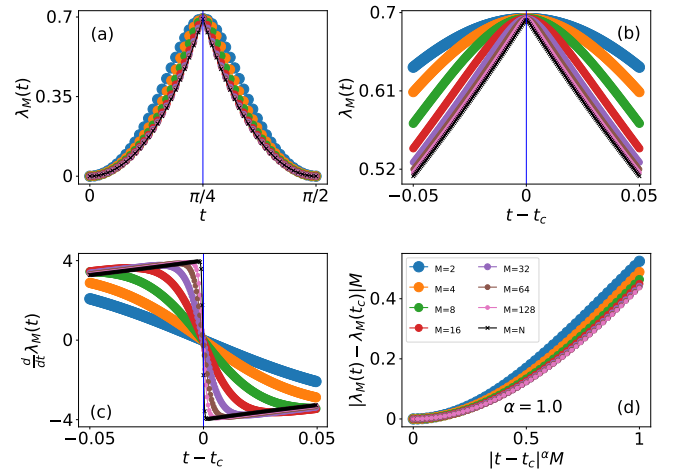 0.7
0.35
0
λ_M(t)
(a)
0
π/4
π/2
t
0.7
0.61
0.52
λ_M(t)
(b)
−0.05
0
0.05
t − t_c
4
0
−4
d/dt λ_M(t)
(c)
−0.05
0
0.05
t − t_c
0.4
0.2
0
|λ_M(t) − λ_M(t_c)|M
M=2
M=4
M=8
M=16
M=32
M=64
M=128
M=N
α = 1.0
(d)
0
0.5
1
|t − t_c|^α M